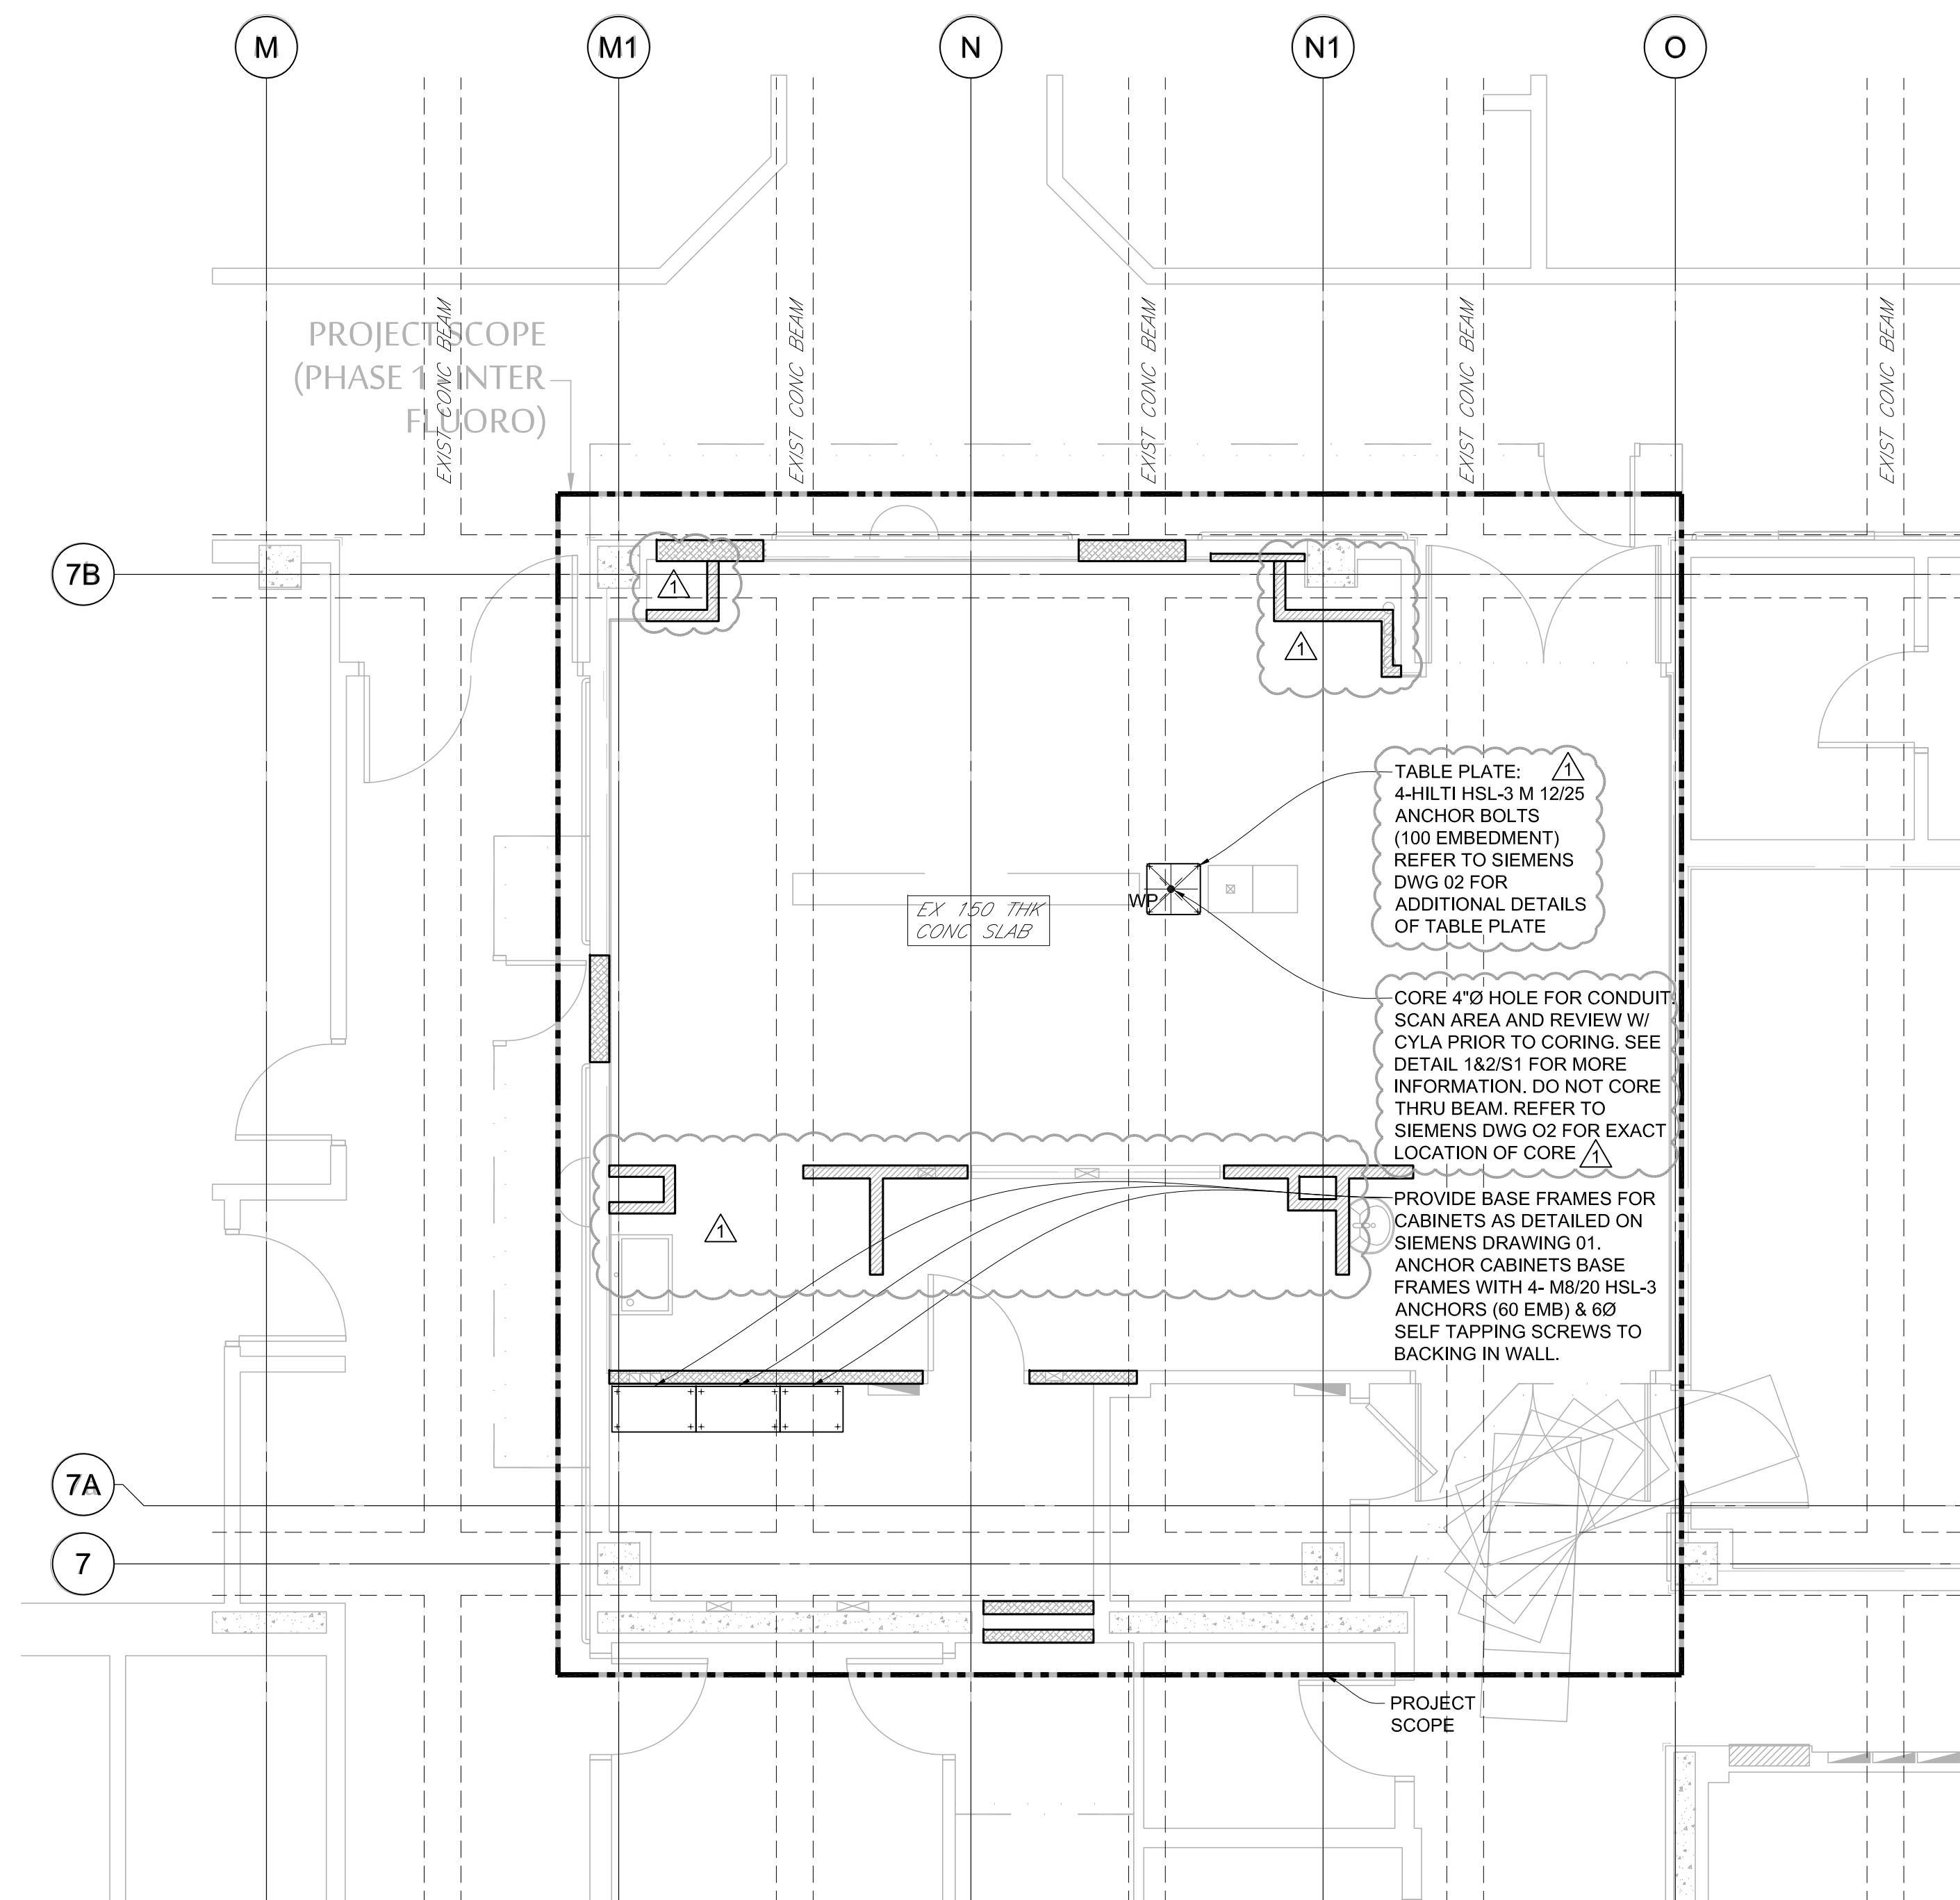 M
M1
N
N1
O
PROJECT SCOPE
(PHASE 1 INTER
FLUORO)
EXIST CONC BEAM
EXIST CONC BEAM
EXIST CONC BEAM
EXIST CONC BEAM
EXIST CONC BEAM
7B
1
1
TABLE PLATE: 1
4-HILTI HSL-3 M 12/25
ANCHOR BOLTS
(100 EMBEDMENT)
REFER TO SIEMENS
DWG 02 FOR
ADDITIONAL DETAILS
OF TABLE PLATE
WP
EX 150 THK
CONC SLAB
CORE 4"Ø HOLE FOR CONDUIT.
SCAN AREA AND REVIEW W/
CYLA PRIOR TO CORING. SEE
DETAIL 1&2/S1 FOR MORE
INFORMATION. DO NOT CORE
THRU BEAM. REFER TO
SIEMENS DWG O2 FOR EXACT
LOCATION OF CORE 1
1
PROVIDE BASE FRAMES FOR
CABINETS AS DETAILED ON
SIEMENS DRAWING 01.
ANCHOR CABINETS BASE
FRAMES WITH 4- M8/20 HSL-3
ANCHORS (60 EMB) & 6Ø
SELF TAPPING SCREWS TO
BACKING IN WALL.
7A
7
PROJECT
SCOPE